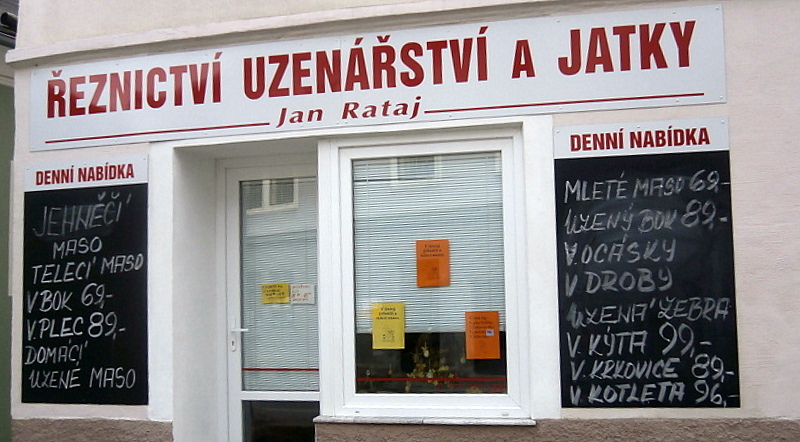 ŘEZNICTVÍ UZENÁŘSTVÍ A JATKY
Jan Rataj
DENNÍ NABÍDKA
JEHNĚČÍ
MASO
TELECÍ MASO
V BOK 69,-
V.PLEC 89,-
DOMACÍ
UZENÉ MASO
DENNÍ NABÍDKA
MLETÉ MASO 69,-
UZENÝ BOK 89,-
V.OCÁSKY
V DROBY
UZENÁ ŽEBRA
V. KÝTA 99,-
V. KRKOVICE 89,-
V KOTLETA 96,-